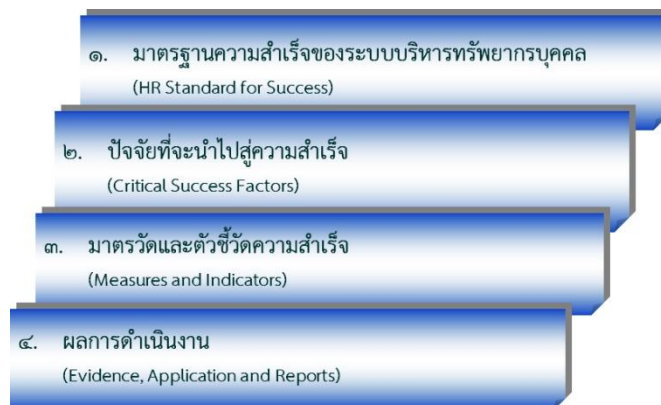 ๑. มาตรฐานความสำเร็จของระบบบริหารทรัพยากรบุคคล
(HR Standard for Success)
๒. ปัจจัยที่จะนำไปสู่ความสำเร็จ
(Critical Success Factors)
๓. มาตรวัดและตัวชี้วัดความสำเร็จ
(Measures and Indicators)
๔. ผลการดำเนินงาน
(Evidence, Application and Reports)